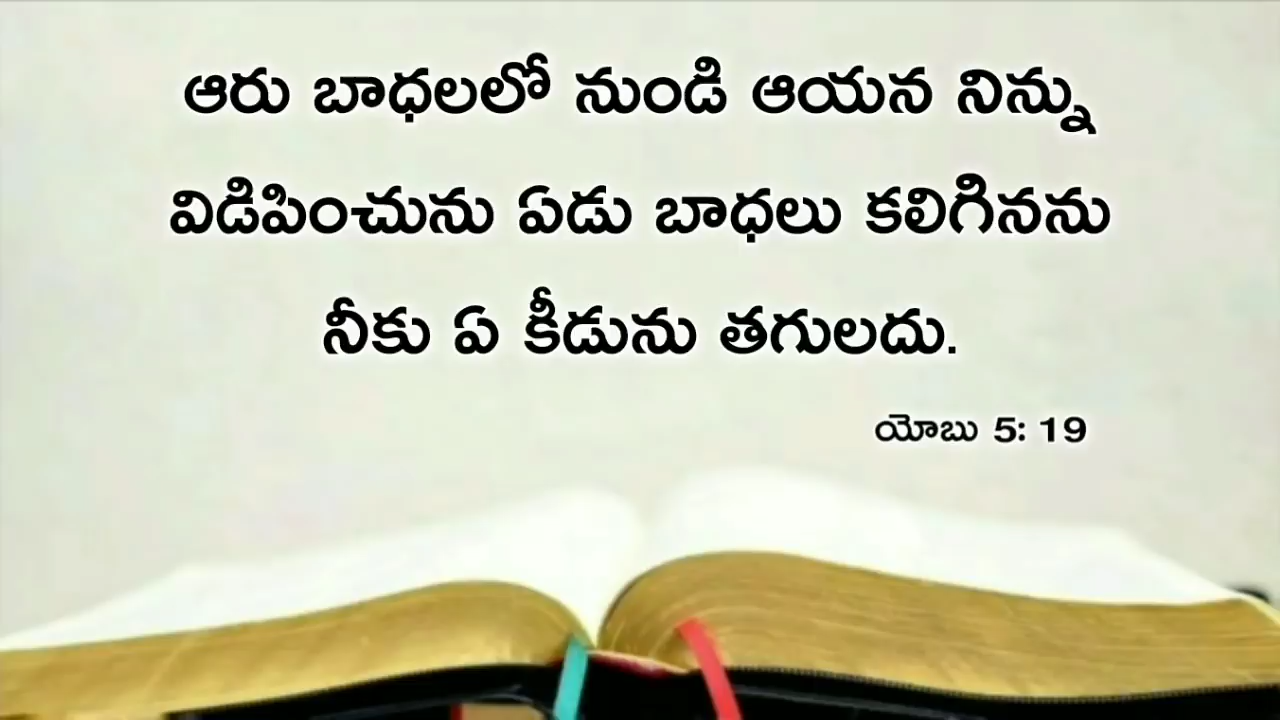 ఆరు బాధలలో నుండి ఆయన నిన్ను
విడిపించును ఏడు బాధలు కలిగినను
నీకు ఏ కీడును తగులదు.
యోబు 5: 19